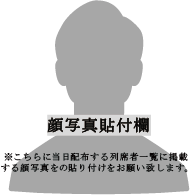 顔写真貼付欄
※こちらに当日配布する列席者一覧に掲載
する顔写真をの貼り付けをお願い致します。